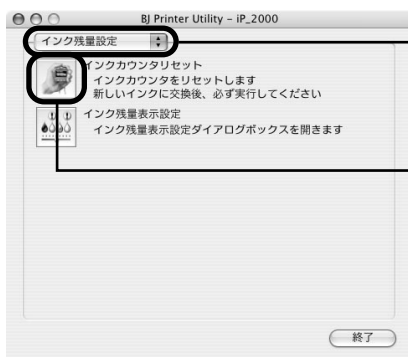 BJ Printer Utility - iP_2000
インク残量設定
インクカウンタリセット
インクカウンタをリセットします
新しいインクに交換後、必ず実行してください
インク残量表示設定
インク残量表示設定ダイアログボックスを開きます
終了